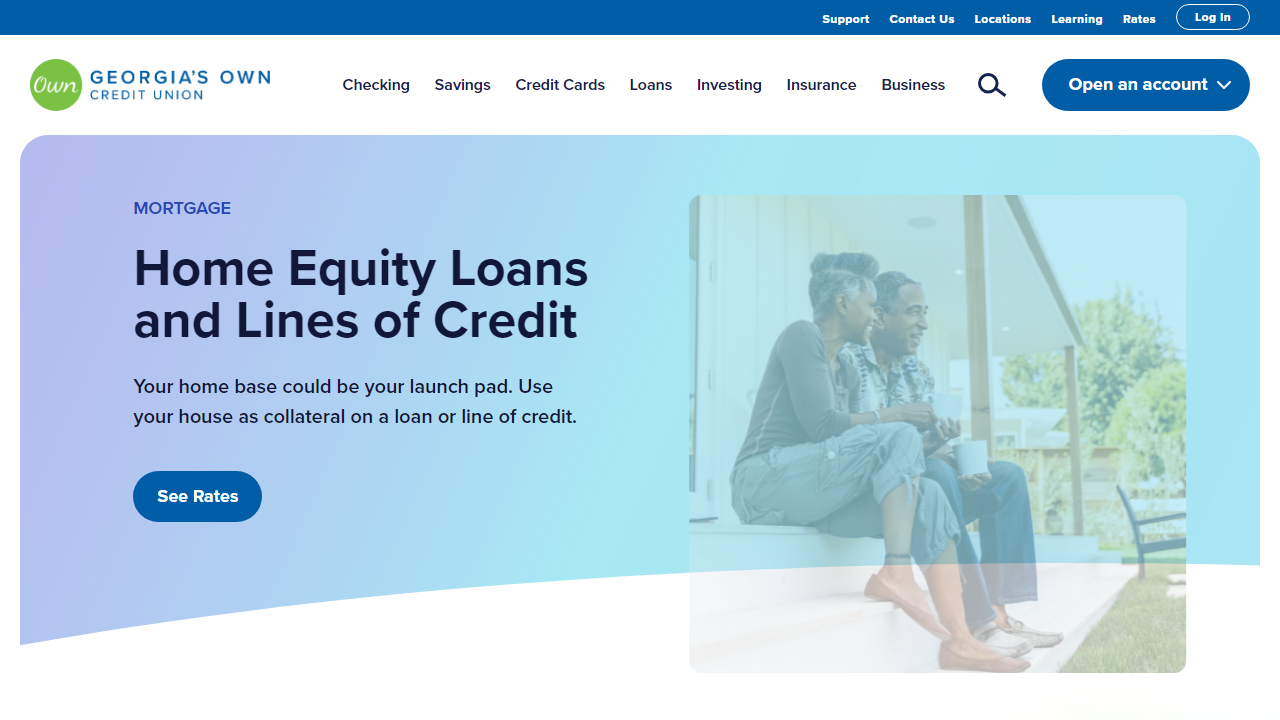 Support Contact Us Locations Learning Rates Log In
Own GEORGIA'S OWN
CREDIT UNION
Checking Savings Credit Cards Loans Investing Insurance Business Open an account
MORTGAGE
Home Equity Loans
and Lines of Credit
Your home base could be your launch pad. Use
your house as collateral on a loan or line of credit.
See Rates